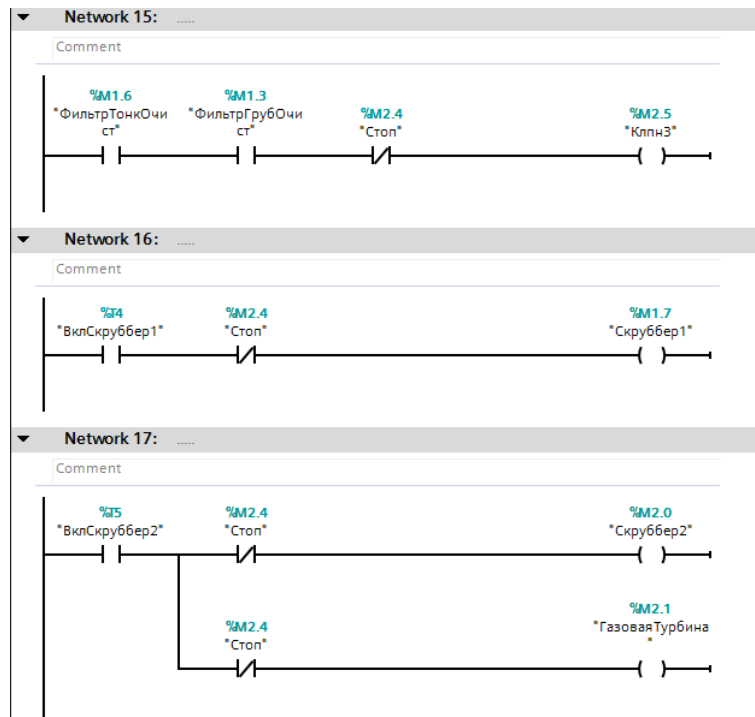 Network 15: .....
Comment
%M1.6 %M1.3
"ФильтрТонкОчи "ФильтрГрубОчи %M2.4 %M2.5
ст" ст" "Стоп" "Клпн3"
Network 16: .....
Comment
%T4 %M2.4 %M1.7
"ВклСкруббер1" "Стоп" "Скруббер1"
Network 17: .....
Comment
%T5 %M2.4 %M2.0
"ВклСкруббер2" "Стоп" "Скруббер2"
%M2.1
%M2.4 "ГазоваяТурбина
"Стоп" "